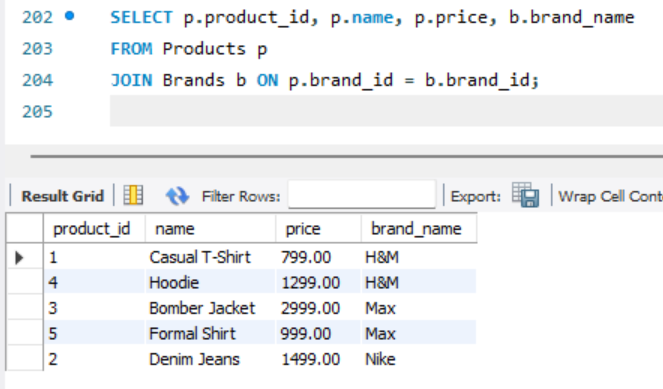 202 SELECT p.product_id, p.name, p.price, b.brand_name
203 FROM Products p
204 JOIN Brands b ON p.brand_id = b.brand_id;
205
Result Grid Filter Rows: Export: Wrap Cell Conte
product_id name price brand_name
1 Casual T-Shirt 799.00 H&M
4 Hoodie 1299.00 H&M
3 Bomber Jacket 2999.00 Max
5 Formal Shirt 999.00 Max
2 Denim Jeans 1499.00 Nike